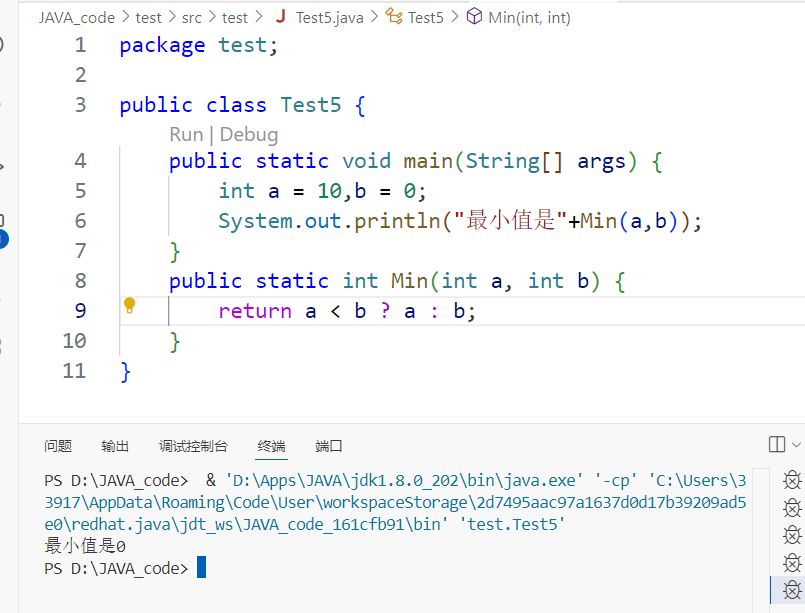 JAVA_code > test > src > test > J Test5.java > Test5 > Min(int, int)
1 package test;
2
3 public class Test5 {
Run | Debug
4 public static void main(String[] args) {
5 int a = 10,b = 0;
6 System.out.println("最小值是"+Min(a,b));
7 }
8 public static int Min(int a, int b) {
9 return a < b ? a : b;
10 }
11 }
问题 输出 调试控制台 终端 端口
PS D:\JAVA_code> & 'D:\Apps\JAVA\jdk1.8.0_202\bin\java.exe' '-cp' 'C:\Users\3
3917\AppData\Roaming\Code\User\workspaceStorage\2d7495aac97a1637d0d17b39209ad5
e0\redhat.java\jdt_ws\JAVA_code_161cfb91\bin' 'test.Test5'
最小值是0
PS D:\JAVA_code>